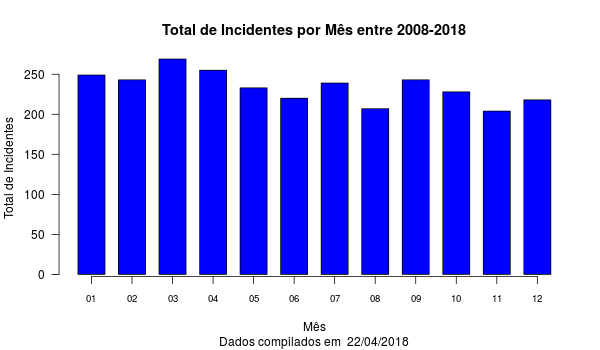 Total de Incidentes por Mês entre 2008-2018
Total de Incidentes
250
200
150
100
50
0
01 02 03 04 05 06 07 08 09 10 11 12
Mês
Dados compilados em 22/04/2018